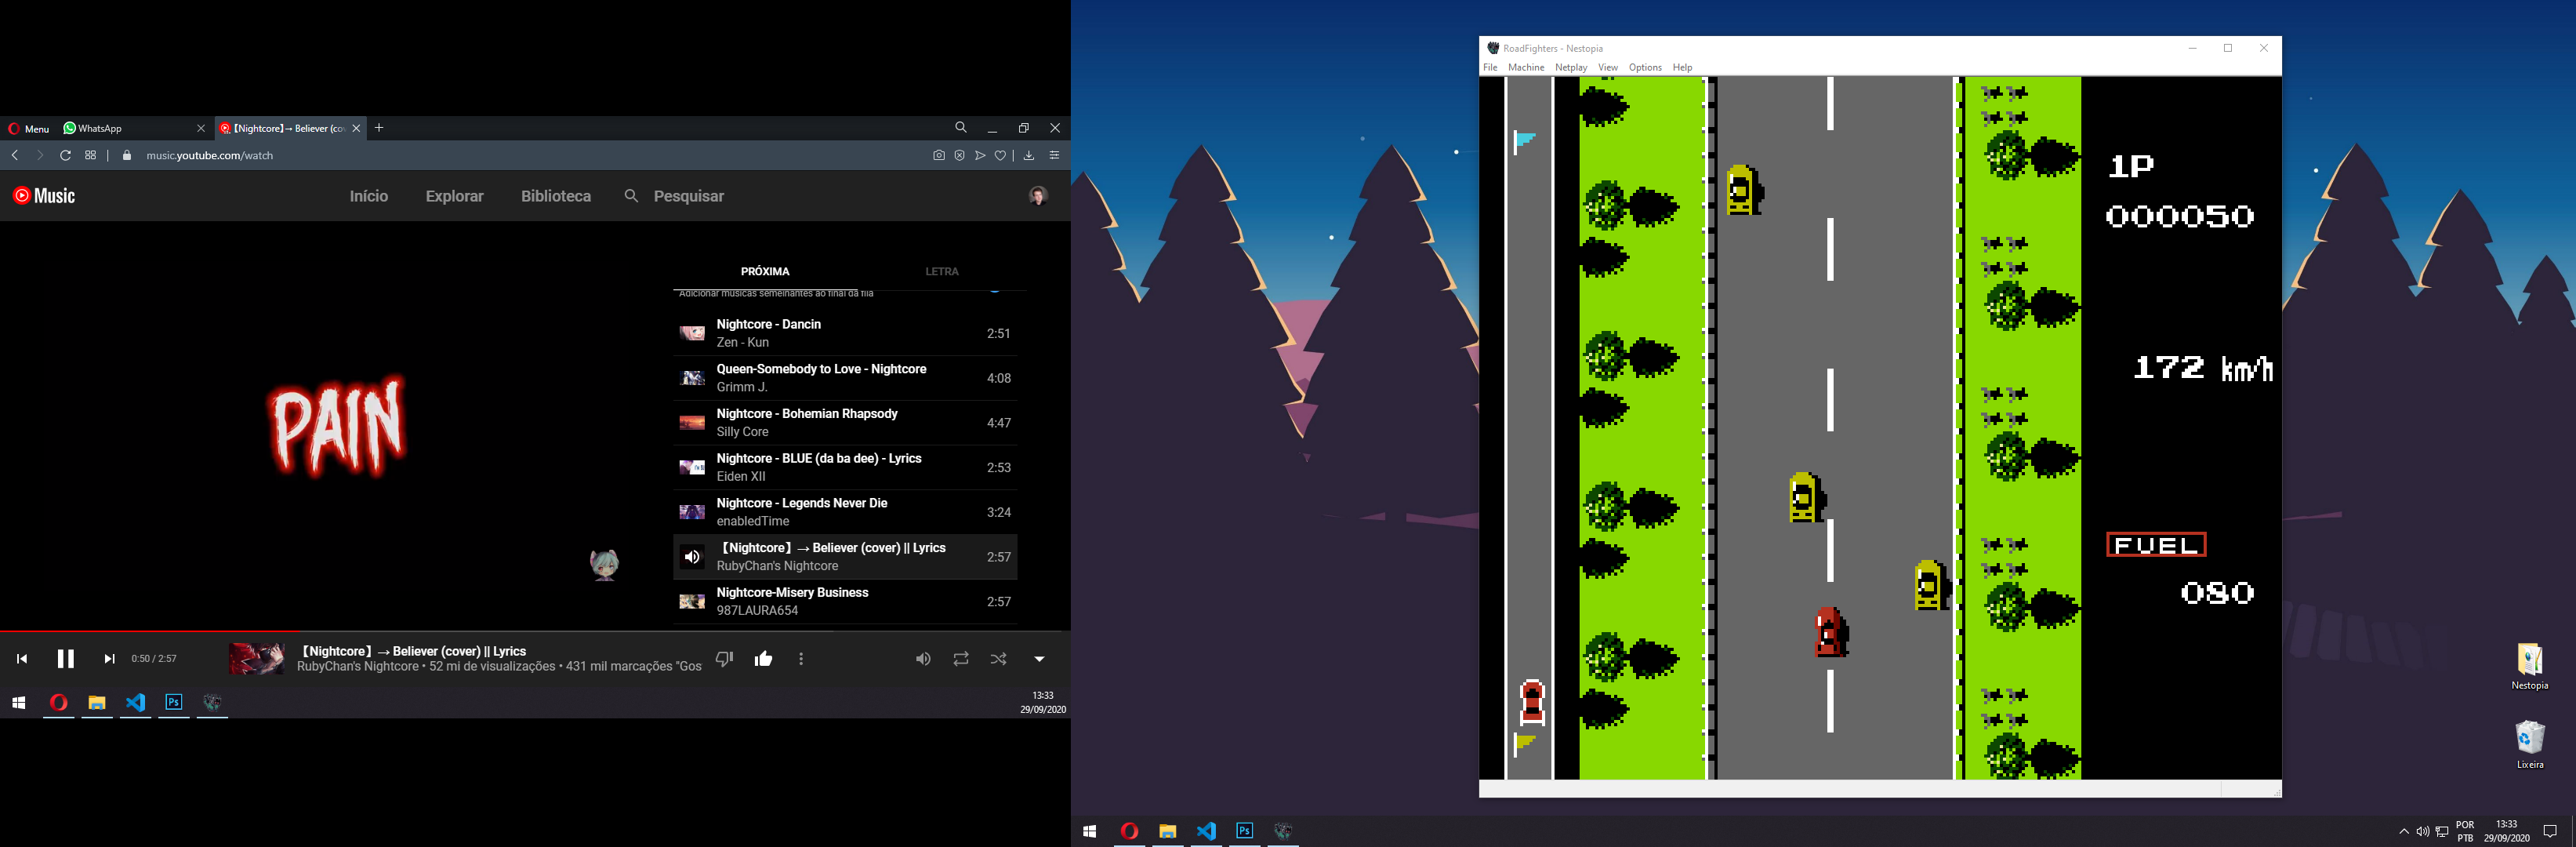 Menu
WhatsApp
【Nightcore】→ Believer (cov
music.youtube.com/watch
Music
Início
Explorar
Biblioteca
Pesquisar
PRÓXIMA
LETRA
Adicionar músicas semelhantes ao final da fila
Nightcore - Dancin
Zen - Kun
2:51
Queen-Somebody to Love - Nightcore
Grimm J.
4:08
Nightcore - Bohemian Rhapsody
Silly Core
4:47
Nightcore - BLUE (da ba dee) - Lyrics
Eiden XII
2:53
Nightcore - Legends Never Die
enabledTime
3:24
【Nightcore】→ Believer (cover) || Lyrics
RubyChan's Nightcore
2:57
Nightcore-Misery Business
987LAURA654
2:57
PAIN
0:50 / 2:57
【Nightcore】→ Believer (cover) || Lyrics
RubyChan's Nightcore • 52 mi de visualizações • 431 mil marcações "Gos
Ps
13:33
29/09/2020
RoadFighters - Nestopia
File Machine Netplay View Options Help
1P
000050
172 km/h
FUEL
080
Nestopia
Lixeira
Ps
POR
PTB
13:33
29/09/2020